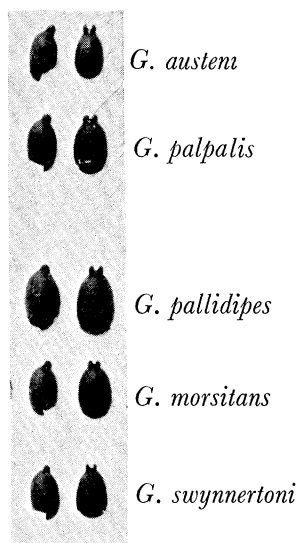 G. austeni
G. palpalis
G. pallidipes
G. morsitans
G. swynnertoni